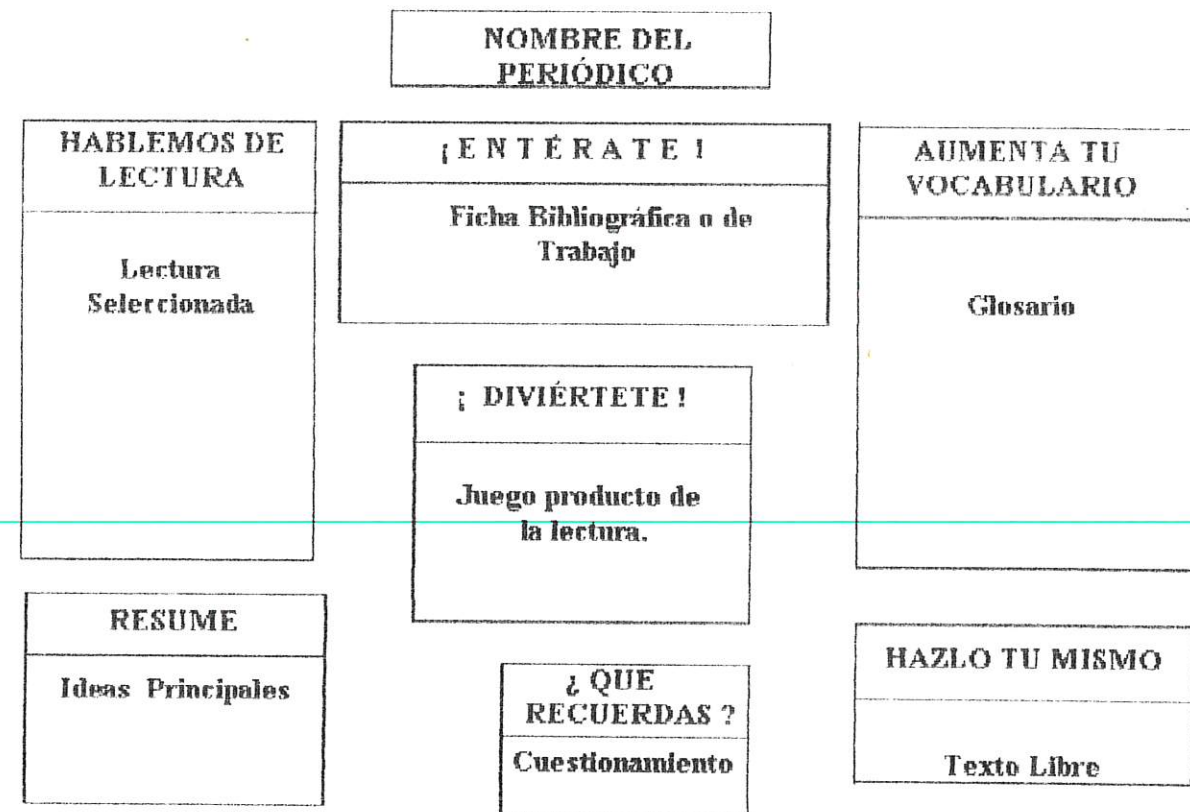 NOMBRE DEL
PERIÓDICO
HABLEMOS DE
LECTURA
Lectura
Seleccionada
¡ E N T É R A T E !
Ficha Bibliográfica o de
Trabajo
AUMENTA TU
VOCABULARIO
Glosario
¡ DIVIÉRTETE !
Juego producto de
la lectura.
RESUME
Ideas Principales
¿ QUE
RECUERDAS ?
Cuestionamiento
HAZLO TU MISMO
Texto Libre